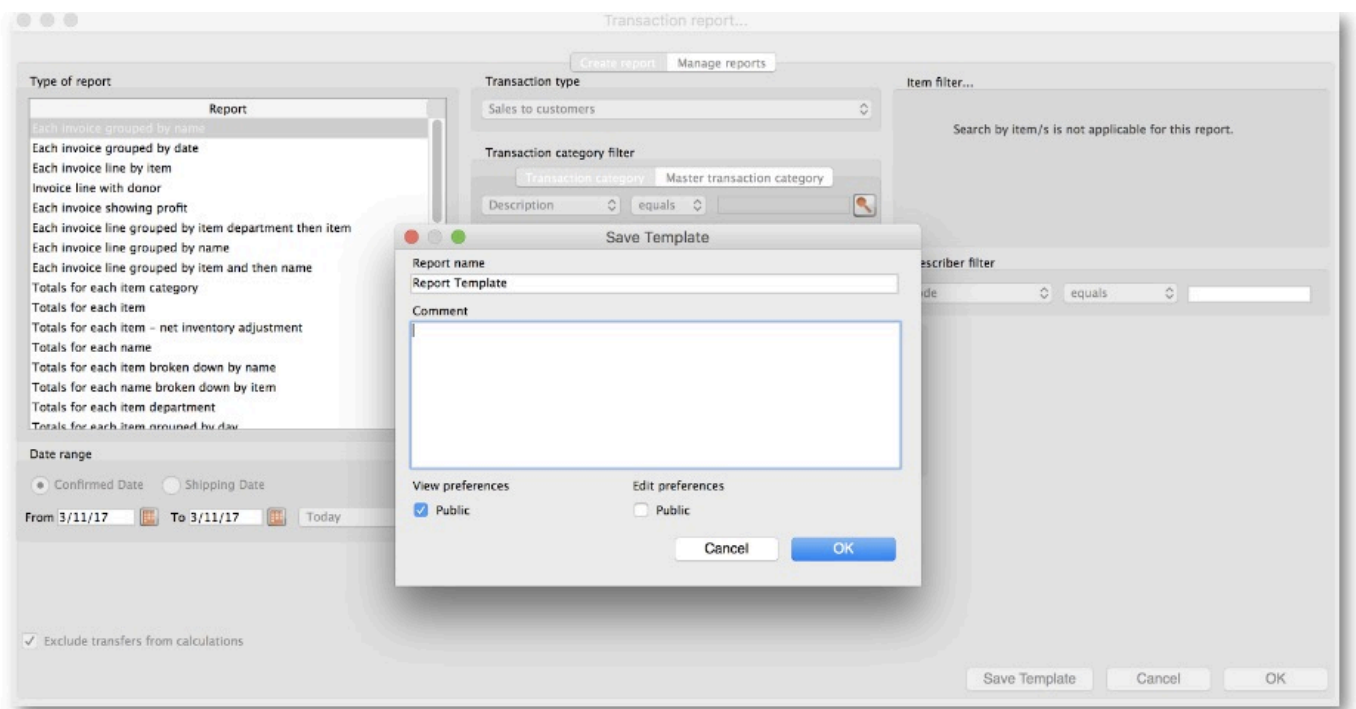 Transaction report...
Create report Manage reports
Type of report
Report
Each invoice grouped by name
Each invoice grouped by date
Each invoice line by item
Invoice line with donor
Each invoice showing profit
Each invoice line grouped by item department then item
Each invoice line grouped by name
Each invoice line grouped by item and then name
Totals for each item category
Totals for each item
Totals for each item – net inventory adjustment
Totals for each name
Totals for each item broken down by name
Totals for each name broken down by item
Totals for each item department
Totals for each item grouped by day
Transaction type
Sales to customers
Transaction category filter
Transaction category Master transaction category
Description equals
Item filter...
Search by item/s is not applicable for this report.
escriber filter
de equals
Save Template
Report name
Report Template
Comment
View preferences Edit preferences
Public Public
Cancel OK
Date range
Confirmed Date Shipping Date
From 3/11/17 To 3/11/17 Today
Exclude transfers from calculations
Save Template Cancel OK